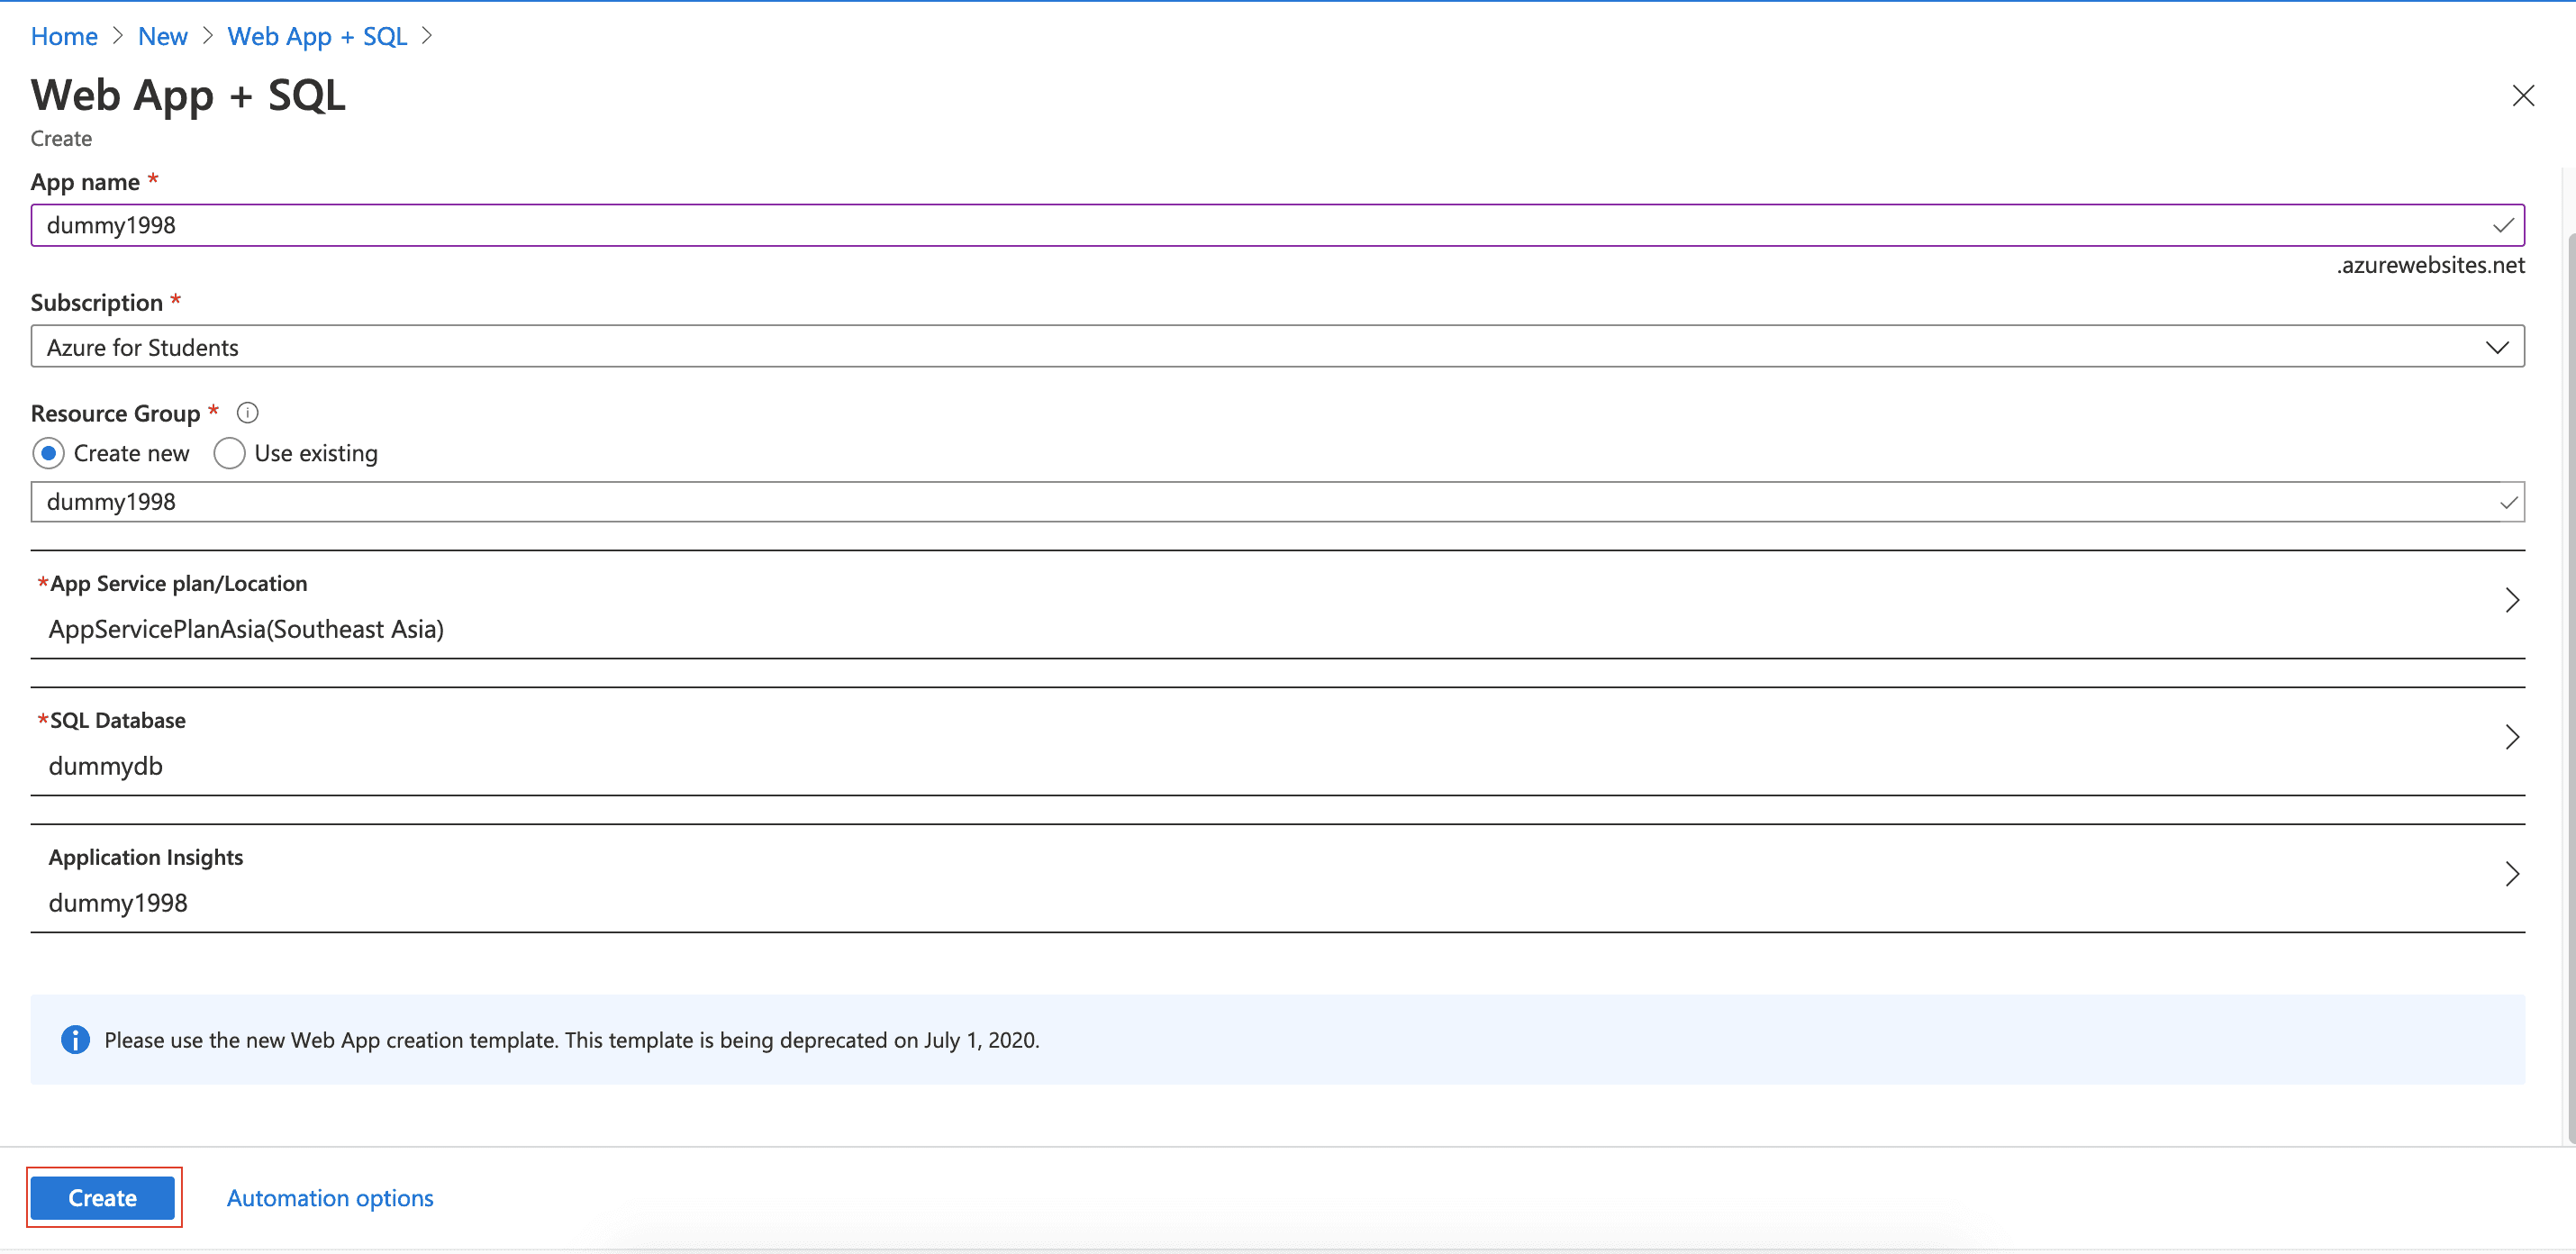 Home > New > Web App + SQL >
Web App + SQL
Create
App name *
dummy1998
.azurewebsites.net
Subscription *
Azure for Students
Resource Group *
Create new Use existing
dummy1998
*App Service plan/Location
AppServicePlanAsia(Southeast Asia)
*SQL Database
dummydb
Application Insights
dummy1998
Please use the new Web App creation template. This template is being deprecated on July 1, 2020.
Create Automation options